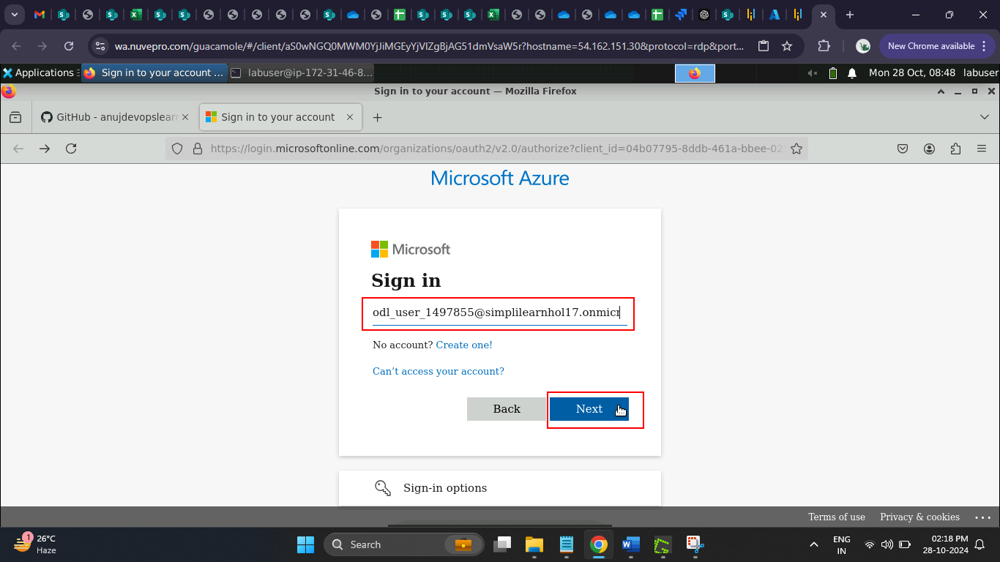 wa.nuvepro.com/guacamole/#/client/aS0wNGQ0MWM0YjJiMGEyYjVlZgBjAG51dmVsaW5r?hostname=54.162.151.30&protocol=rdp&port...
New Chrome available
Applications
Sign in to your account ...
labuser@ip-172-31-46-8...
Mon 28 Oct, 08:48 labuser
Sign in to your account — Mozilla Firefox
GitHub - anujdevopslearn
Sign in to your account
https://login.microsoftonline.com/organizations/oauth2/v2.0/authorize?client_id=04b07795-8ddb-461a-bbee-02
Microsoft Azure
Microsoft
Sign in
odl_user_1497855@simplilearnhol17.onmicr
No account? Create one!
Can’t access your account?
Back
Next
Sign-in options
Terms of use
Privacy & cookies
1
26°C
Haze
Search
ENG
IN
02:18 PM
28-10-2024